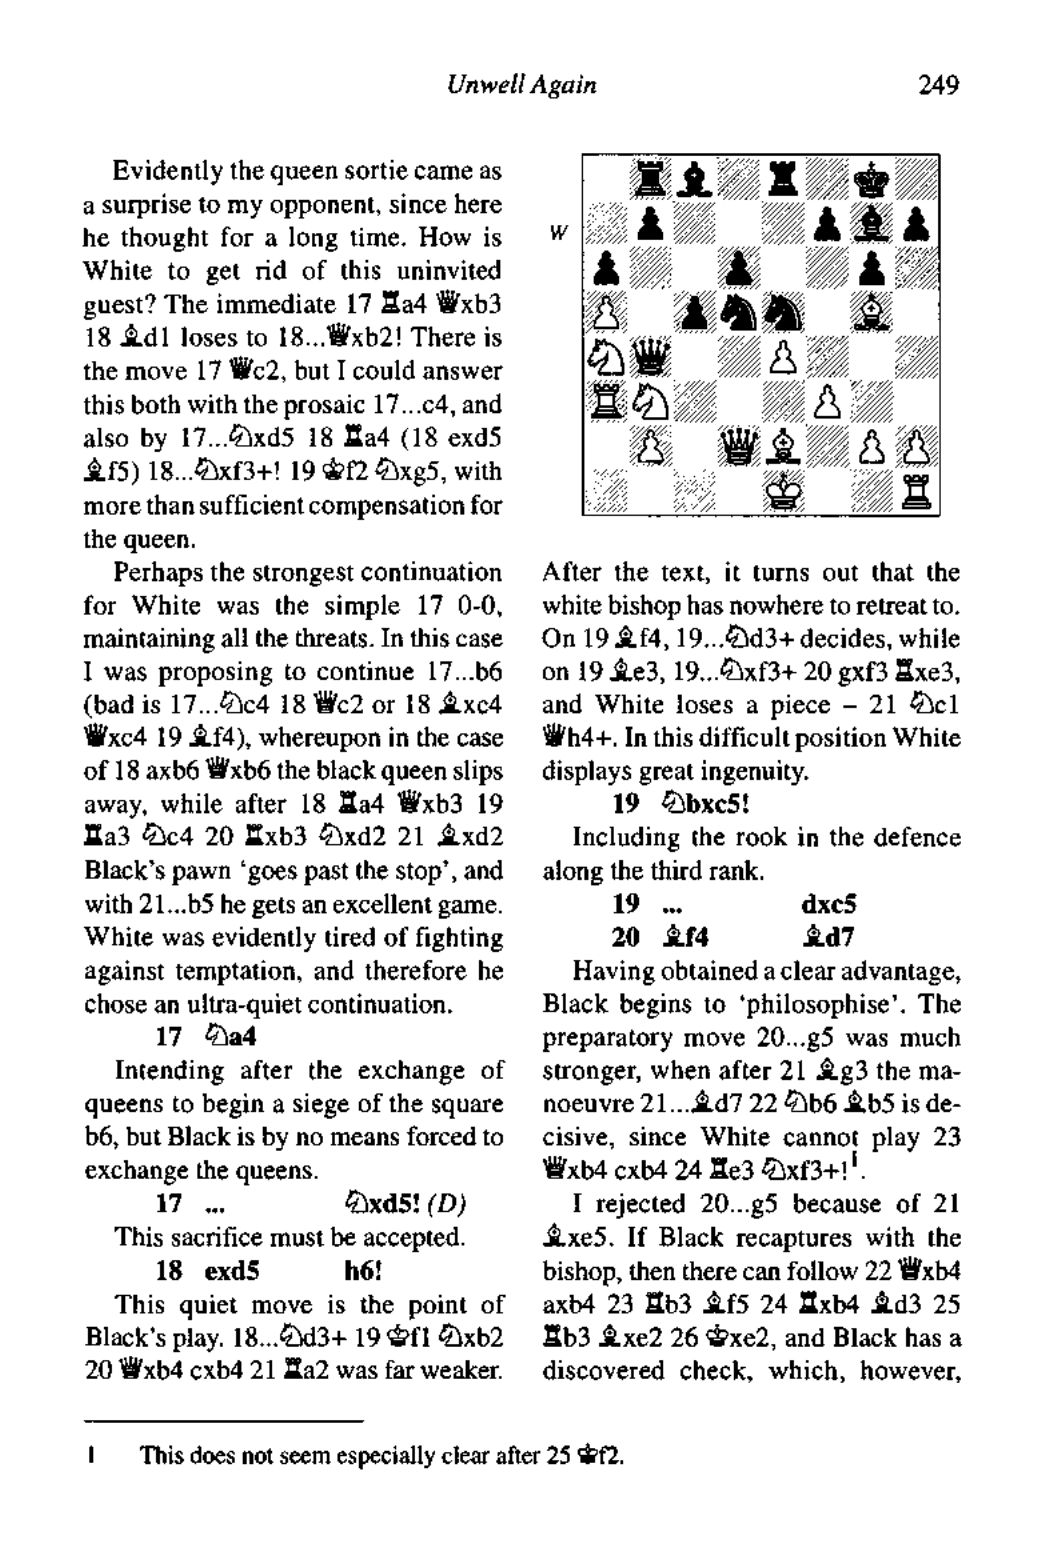 Unwell Again 249
Evidently the queen sortie came as
a surprise to my opponent, since here
he thought for a long time. How is
White to get rid of this uninvited
guest? The immediate 17 ♖a4 ♛xb3
18 ♗d1 loses to 18...♛xb2! There is
the move 17 ♕c2, but I could answer
this both with the prosaic 17...c4, and
also by 17...♘xd5 18 ♖a4 (18 exd5
♗f5) 18...♘xf3+! 19 ♔f2 ♘xg5, with
more than sufficient compensation for
the queen.
Perhaps the strongest continuation
for White was the simple 17 0-0,
maintaining all the threats. In this case
I was proposing to continue 17...b6
(bad is 17...♘c4 18 ♕c2 or 18 ♗xc4
♕xc4 19 ♗f4), whereupon in the case
of 18 axb6 ♕xb6 the black queen slips
away, while after 18 ♖a4 ♕xb3 19
♖a3 ♘c4 20 ♖xb3 ♘xd2 21 ♗xd2
Black's pawn 'goes past the stop', and
with 21...b5 he gets an excellent game.
White was evidently tired of fighting
against temptation, and therefore he
chose an ultra-quiet continuation.
17 ♘a4
Intending after the exchange of
queens to begin a siege of the square
b6, but Black is by no means forced to
exchange the queens.
17 ... ♘xd5! (D)
This sacrifice must be accepted.
18 exd5 h6!
This quiet move is the point of
Black's play. 18...♘d3+ 19 ♔f1 ♘xb2
20 ♕xb4 cxb4 21 ♖a2 was far weaker.
W
After the text, it turns out that the
white bishop has nowhere to retreat to.
On 19 ♗f4, 19...♘d3+ decides, while
on 19 ♗e3, 19...♘xf3+ 20 gxf3 ♖xe3,
and White loses a piece – 21 ♘c1
♕h4+. In this difficult position White
displays great ingenuity.
19 ♘bxc5!
Including the rook in the defence
along the third rank.
19 ... dxc5
20 ♗f4 ♗d7
Having obtained a clear advantage,
Black begins to 'philosophise'. The
preparatory move 20...g5 was much
stronger, when after 21 ♗g3 the ma-
noeuvre 21...♗d7 22 ♘b6 ♗b5 is de-
cisive, since White cannot play 23
♕xb4 cxb4 24 ♖e3 ♘xf3+!1.
I rejected 20...g5 because of 21
♗xe5. If Black recaptures with the
bishop, then there can follow 22 ♕xb4
axb4 23 ♖b3 ♗f5 24 ♖xb4 ♗d3 25
♖b3 ♗xe2 26 ♔xe2, and Black has a
discovered check, which, however,
1 This does not seem especially clear after 25 ♔f2.